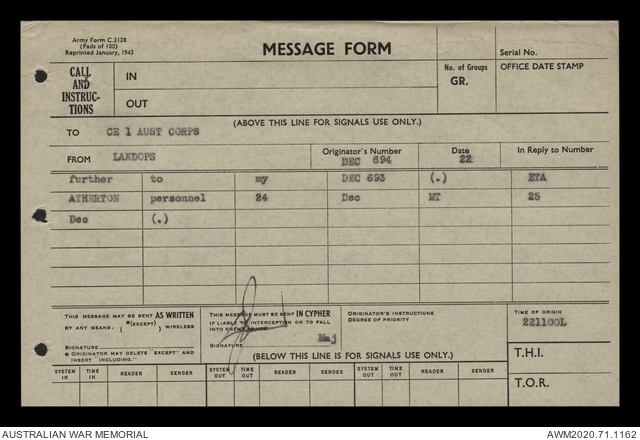 Army Form C.2128
(Pads of 100)
Reprinted January, 1943
MESSAGE FORM
Serial No.
CALL AND INSTRUC-TIONS
IN
OUT
No. of Groups
GR.
OFFICE DATE STAMP
(ABOVE THIS LINE FOR SIGNALS USE ONLY.)
TO CE 1 AUST CORPS
FROM LANDOPS
Originator's Number
DEC 694
Date
22
In Reply to Number
further to my DEC 693 (.) ETA
ATHERTON personnel 24 Dec MT 25
Dec (.)
THIS MESSAGE MAY BE SENT AS WRITTEN
BY ANY MEANS. ( *(EXCEPT) ) WIRELESS
SIGNATURE
* ORIGINATOR MAY DELETE "EXCEPT" AND
INSERT "INCLUDING."
THIS MESSAGE MUST BE SENT IN CYPHER
IF LIABLE TO INTERCEPTION OR TO FALL
INTO ENEMY HANDS.
SIGNATURE Maj
ORIGINATOR'S INSTRUCTIONS
DEGREE OF PRIORITY
TIME OF ORIGIN
221100L
(BELOW THIS LINE IS FOR SIGNALS USE ONLY.)
T.H.I.
T.O.R.
SYSTEM IN TIME IN READER SENDER SYSTEM OUT TIME OUT READER SENDER SYSTEM OUT TIME OUT READER SENDER
AUSTRALIAN WAR MEMORIAL
AWM2020.71.1162